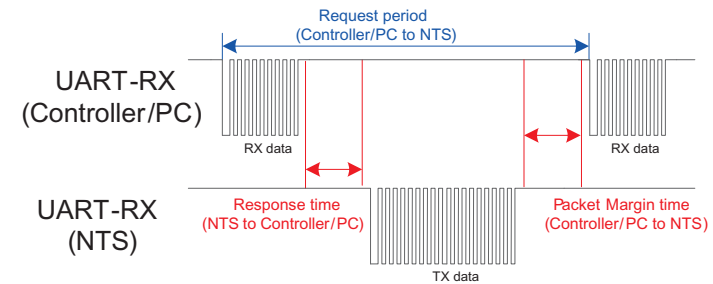 Request period
(Controller/PC to NTS)
UART-RX
(Controller/PC)
RX data
RX data
UART-RX
(NTS)
Response time
(NTS to Controller/PC)
Packet Margin time
(Controller/PC to NTS)
TX data